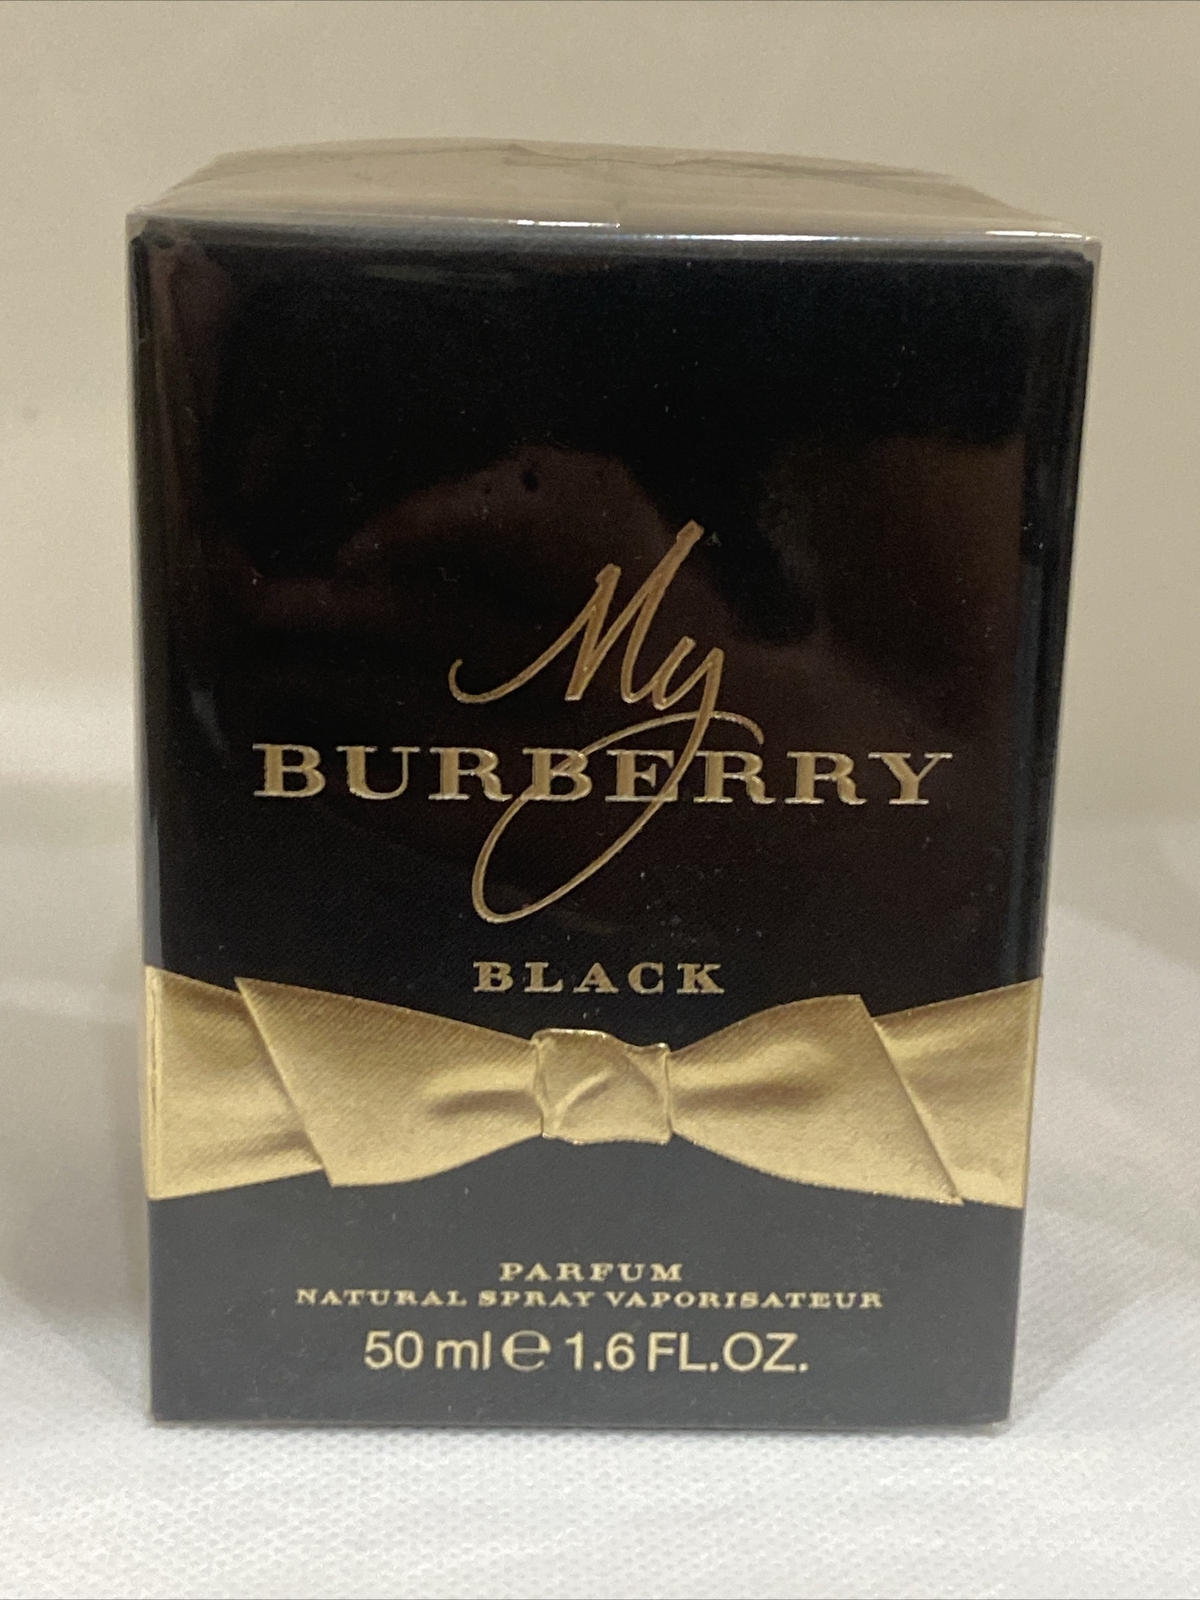 My
BURBERRY
BLACK
PARFUM
NATURAL SPRAY VAPORISATEUR
50 ml ℮ 1.6 FL.OZ.